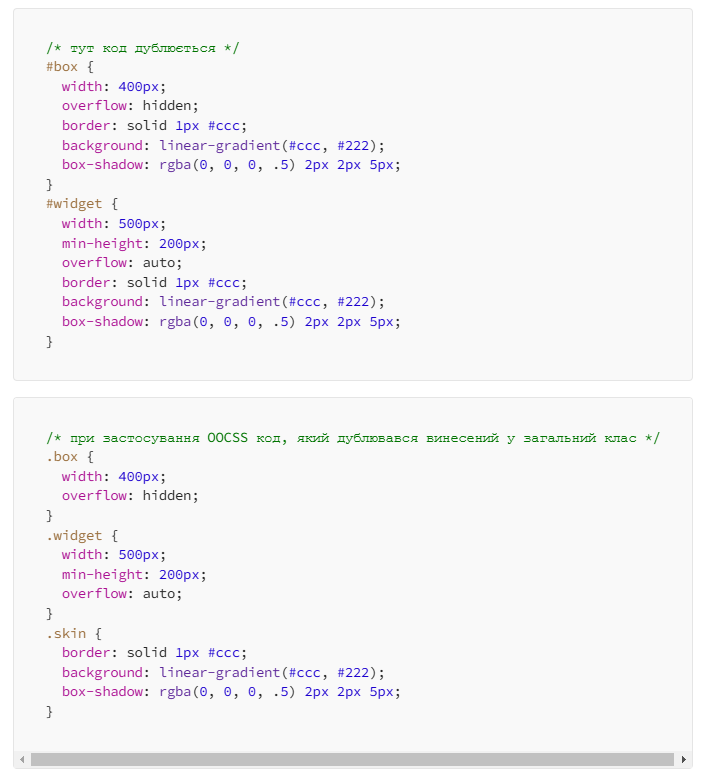 /* тут код дублюється */
#box {
  width: 400px;
  overflow: hidden;
  border: solid 1px #ccc;
  background: linear-gradient(#ccc, #222);
  box-shadow: rgba(0, 0, 0, .5) 2px 2px 5px;
}
#widget {
  width: 500px;
  min-height: 200px;
  overflow: auto;
  border: solid 1px #ccc;
  background: linear-gradient(#ccc, #222);
  box-shadow: rgba(0, 0, 0, .5) 2px 2px 5px;
}
/* при застосування OOCSS код, який дублювався винесений у загальний клас */
.box {
  width: 400px;
  overflow: hidden;
}
.widget {
  width: 500px;
  min-height: 200px;
  overflow: auto;
}
.skin {
  border: solid 1px #ccc;
  background: linear-gradient(#ccc, #222);
  box-shadow: rgba(0, 0, 0, .5) 2px 2px 5px;
}